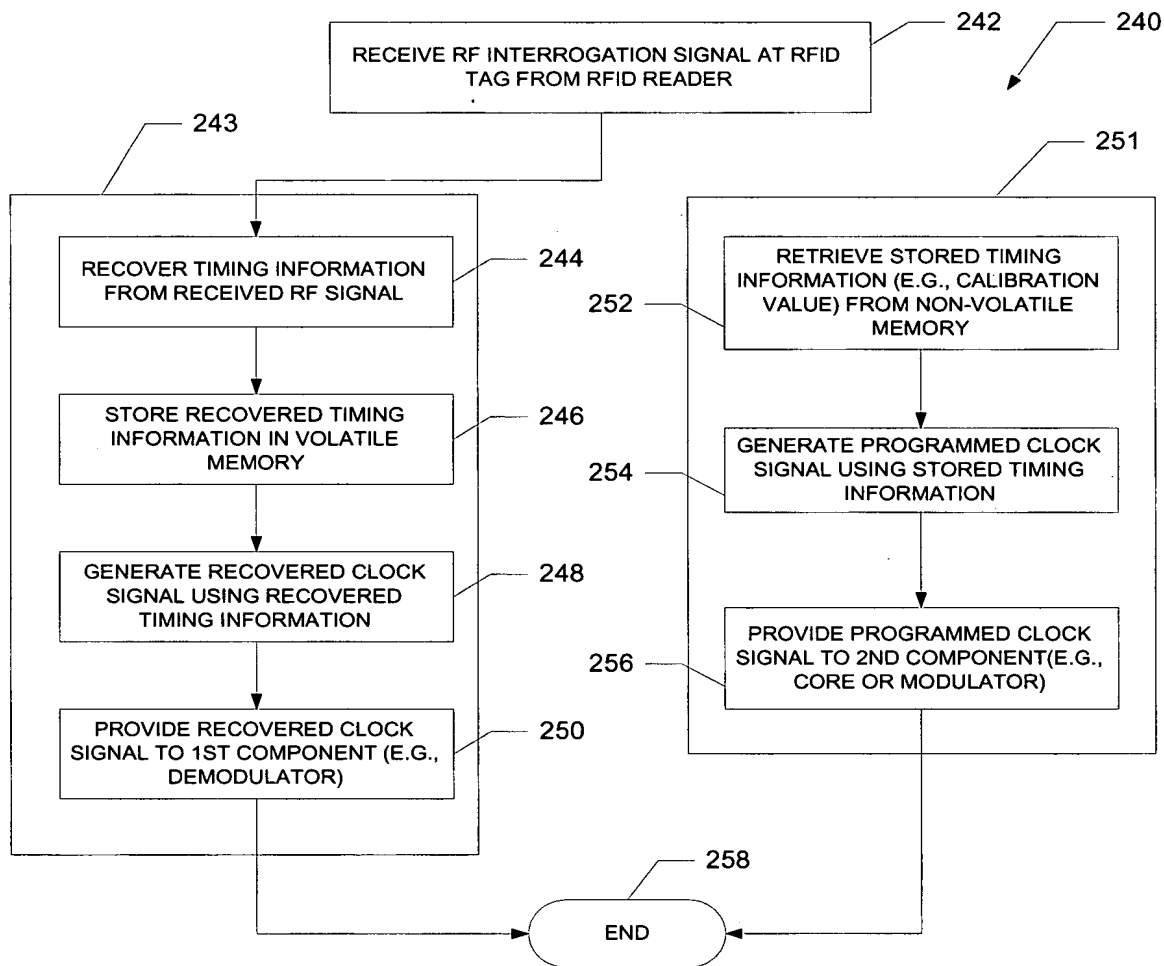 242
240
RECEIVE RF INTERROGATION SIGNAL AT RFID
TAG FROM RFID READER
243
251
RECOVER TIMING INFORMATION
FROM RECEIVED RF SIGNAL
244
STORE RECOVERED TIMING
INFORMATION IN VOLATILE
MEMORY
246
GENERATE RECOVERED CLOCK
SIGNAL USING RECOVERED
TIMING INFORMATION
248
PROVIDE RECOVERED CLOCK
SIGNAL TO 1ST COMPONENT (E.G.,
DEMODULATOR)
250
RETRIEVE STORED TIMING
INFORMATION (E.G., CALIBRATION
VALUE) FROM NON-VOLATILE
MEMORY
252
GENERATE PROGRAMMED CLOCK
SIGNAL USING STORED TIMING
INFORMATION
254
PROVIDE PROGRAMMED CLOCK
SIGNAL TO 2ND COMPONENT(E.G.,
CORE OR MODULATOR)
256
258
END